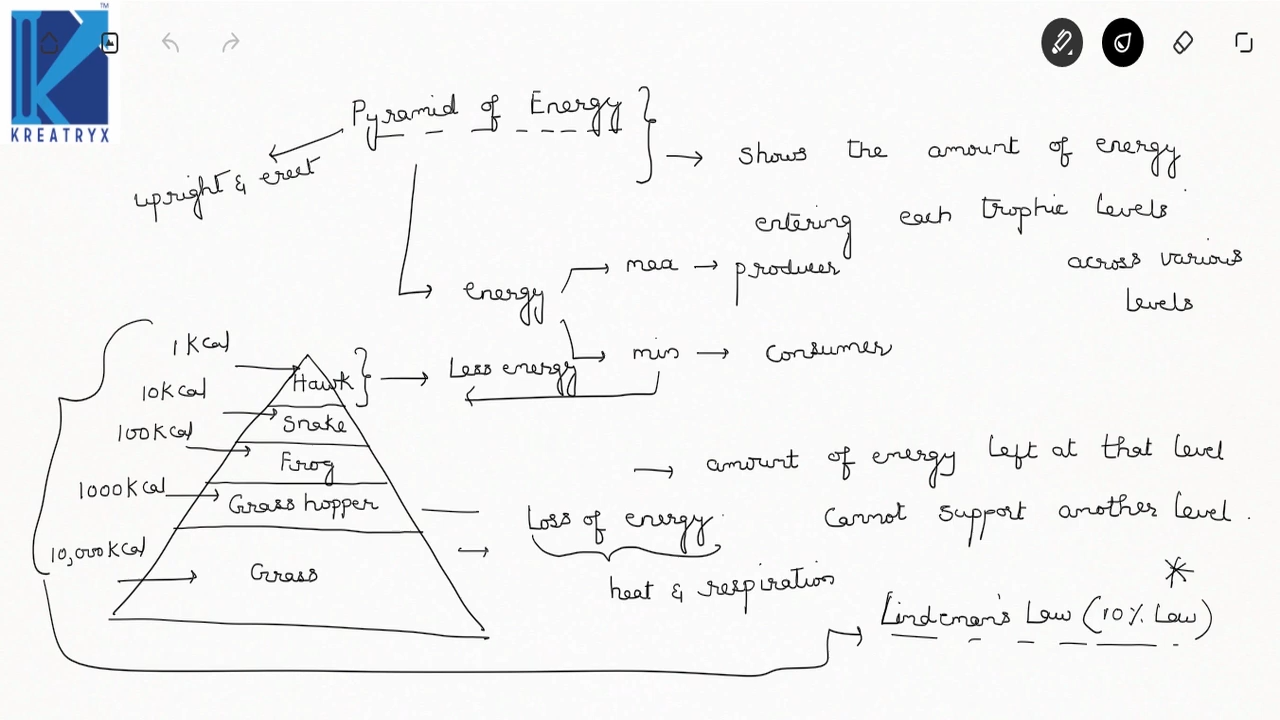 TM
KREATRYX
Pyramid of Energy
upright & erect
shows the amount of energy
entering each trophic levels
across various
levels
energy
max → producer
min → consumer
Less energy
1 Kcal
10 Kcal
100 Kcal
1000 Kcal
10,000 Kcal
Hawk
Snake
Frog
Grass hopper
Grass
→ amount of energy left at that level
cannot support another level.
Loss of energy
heat & respiration
Lindeman's Law (10% Law)